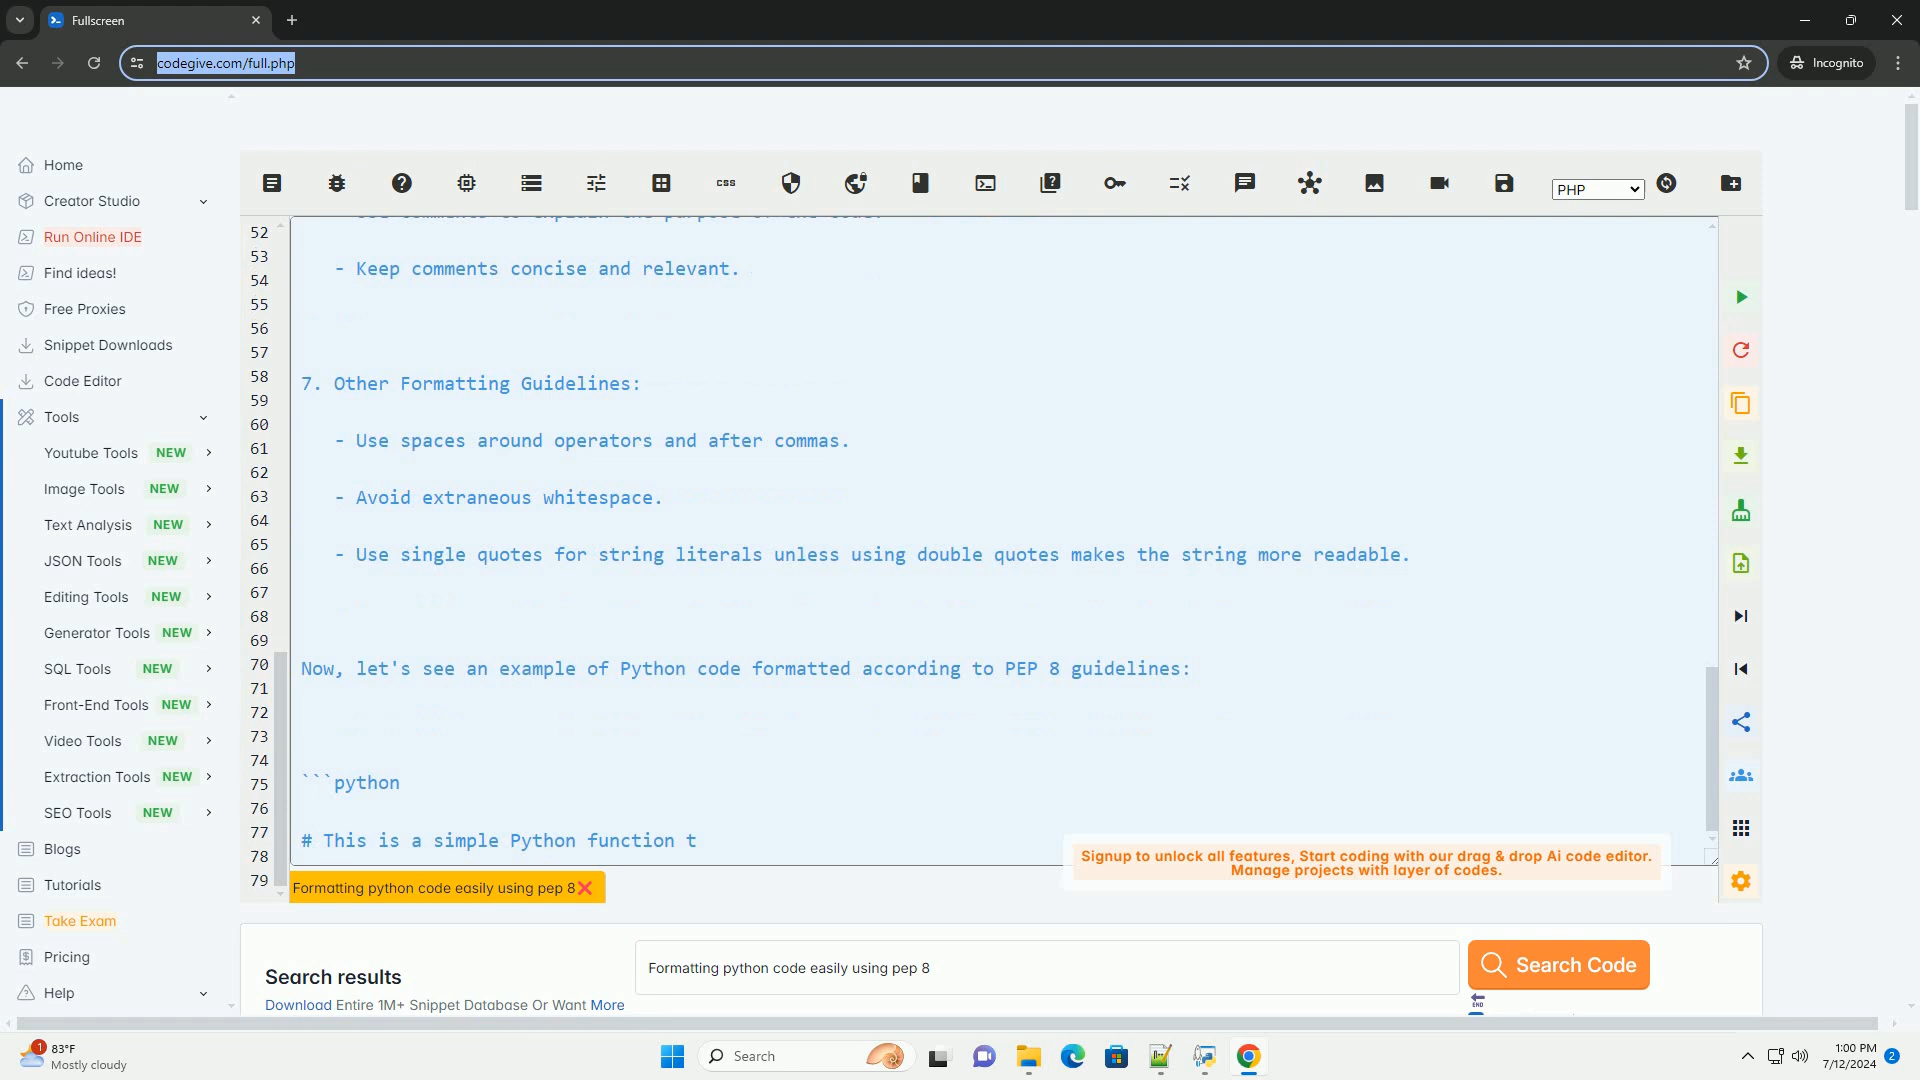 Fullscreen
codegive.com/full.php
Incognito
Home
Creator Studio
Run Online IDE
Find ideas!
Free Proxies
Snippet Downloads
Code Editor
Tools
Youtube Tools NEW
Image Tools NEW
Text Analysis NEW
JSON Tools NEW
Editing Tools NEW
Generator Tools NEW
SQL Tools NEW
Front-End Tools NEW
Video Tools NEW
Extraction Tools NEW
SEO Tools NEW
Blogs
Tutorials
Take Exam
Pricing
Help
css
PHP
52
53
54
55
56
57
58
59
60
61
62
63
64
65
66
67
68
69
70
71
72
73
74
75
76
77
78
79
- Keep comments concise and relevant.
7. Other Formatting Guidelines:
- Use spaces around operators and after commas.
- Avoid extraneous whitespace.
- Use single quotes for string literals unless using double quotes makes the string more readable.
Now, let's see an example of Python code formatted according to PEP 8 guidelines:
```python
# This is a simple Python function t
Signup to unlock all features, Start coding with our drag & drop Ai code editor.
Manage projects with layer of codes.
Formatting python code easily using pep 8
Search results
Download Entire 1M+ Snippet Database Or Want More
Formatting python code easily using pep 8
Search Code
END
1
83°F
Mostly cloudy
Search
1:00 PM
7/12/2024
2